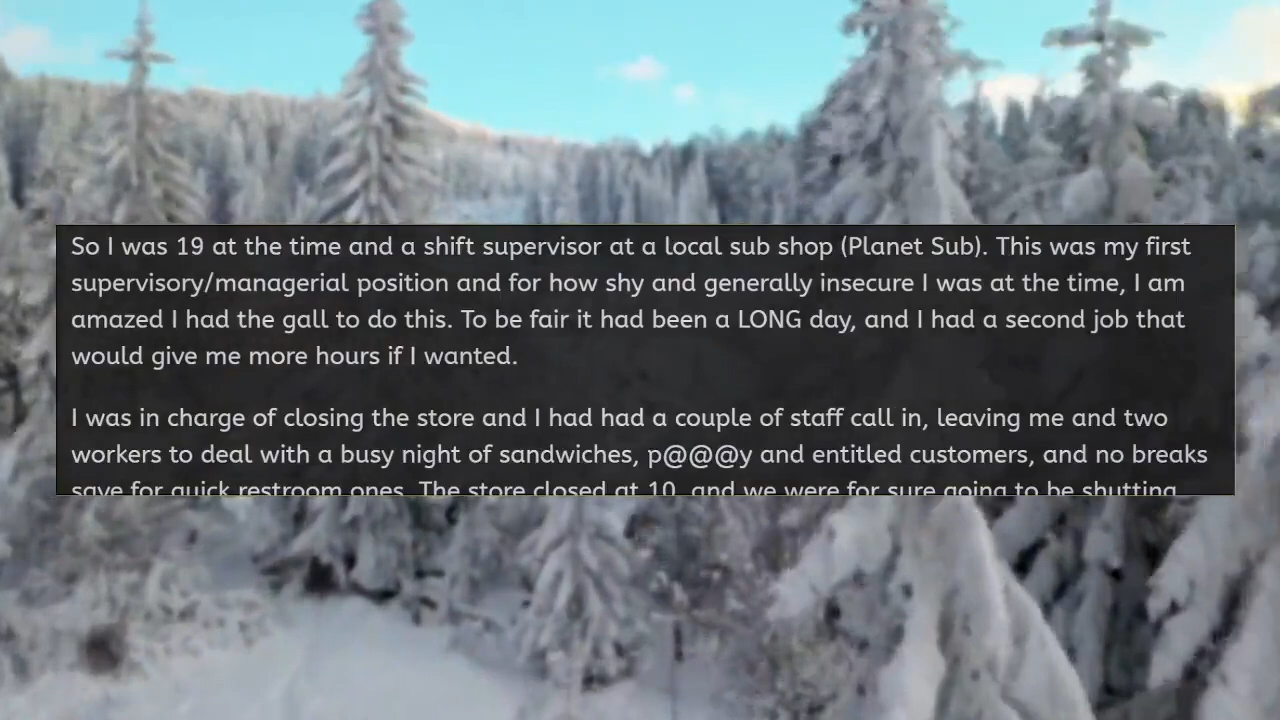 So I was 19 at the time and a shift supervisor at a local sub shop (Planet Sub). This was my first
supervisory/managerial position and for how shy and generally insecure I was at the time, I am
amazed I had the gall to do this. To be fair it had been a LONG day, and I had a second job that
would give me more hours if I wanted.
I was in charge of closing the store and I had had a couple of staff call in, leaving me and two
workers to deal with a busy night of sandwiches, p@@@y and entitled customers, and no breaks
save for quick restroom ones. The store closed at 10, and we were for sure going to be shutting